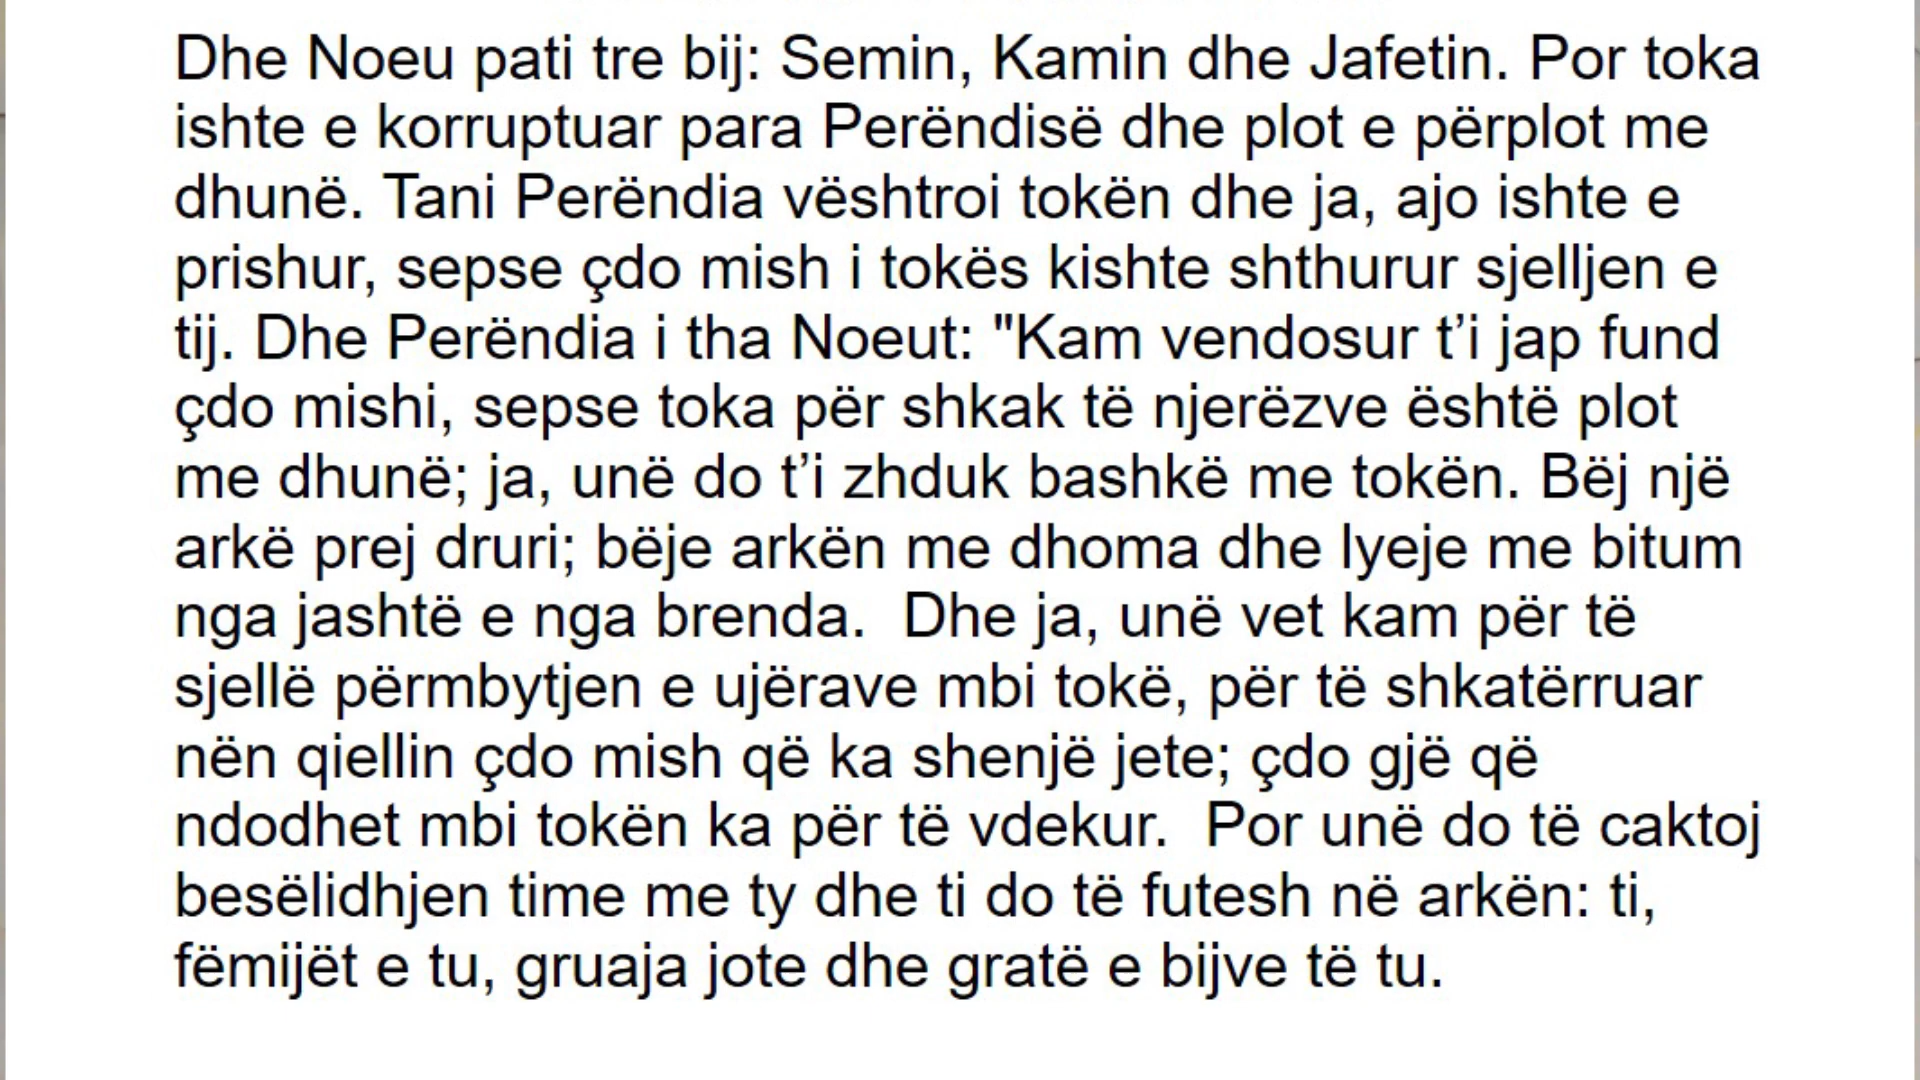 Dhe Noeu pati tre bij: Semin, Kamin dhe Jafetin. Por toka
ishte e korruptuar para Perëndisë dhe plot e përplot me
dhunë. Tani Perëndia vështroi tokën dhe ja, ajo ishte e
prishur, sepse çdo mish i tokës kishte shthurur sjelljen e
tij. Dhe Perëndia i tha Noeut: "Kam vendosur t’i jap fund
çdo mishi, sepse toka për shkak të njerëzve është plot
me dhunë; ja, unë do t’i zhduk bashkë me tokën. Bëj një
arkë prej druri; bëje arkën me dhoma dhe lyeje me bitum
nga jashtë e nga brenda.  Dhe ja, unë vet kam për të
sjellë përmbytjen e ujërave mbi tokë, për të shkatërruar
nën qiellin çdo mish që ka shenjë jete; çdo gjë që
ndodhet mbi tokën ka për të vdekur.  Por unë do të caktoj
besëlidhjen time me ty dhe ti do të futesh në arkën: ti,
fëmijët e tu, gruaja jote dhe gratë e bijve të tu.